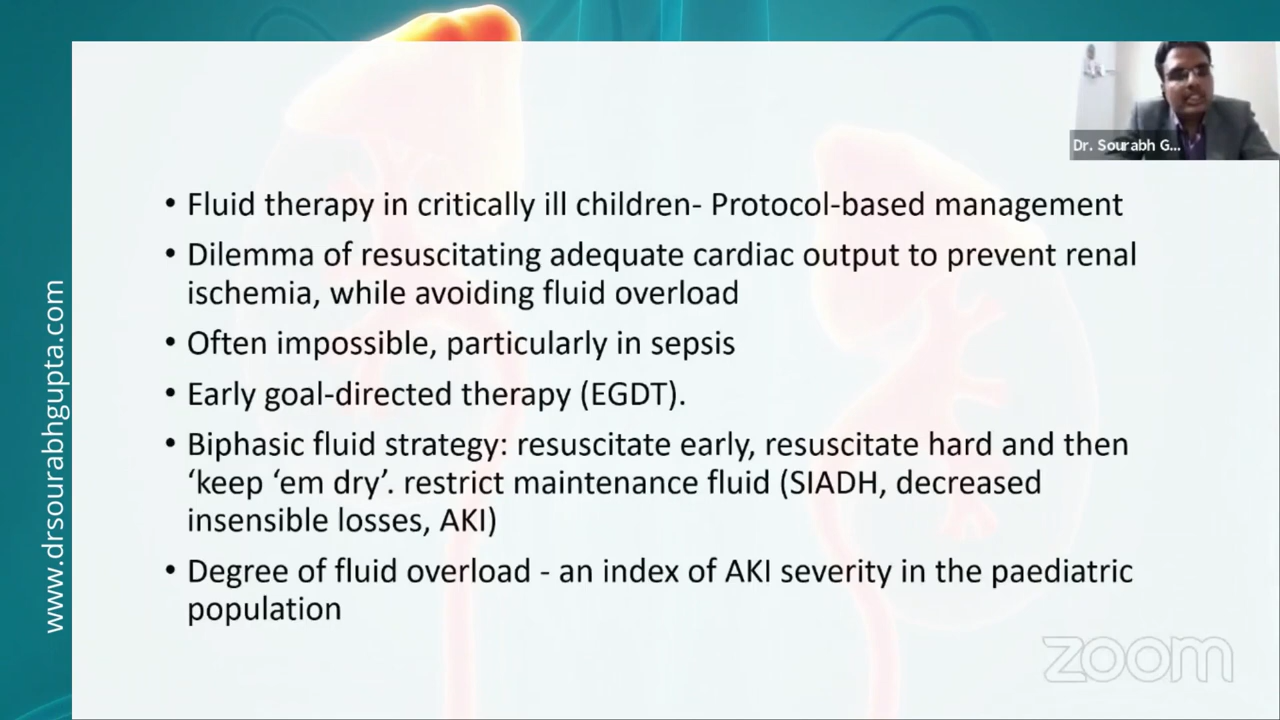 Dr. Sourabh G...
www.drsourabhgupta.com
• Fluid therapy in critically ill children- Protocol-based management
• Dilemma of resuscitating adequate cardiac output to prevent renal
ischemia, while avoiding fluid overload
• Often impossible, particularly in sepsis
• Early goal-directed therapy (EGDT).
• Biphasic fluid strategy: resuscitate early, resuscitate hard and then
‘keep ‘em dry’. restrict maintenance fluid (SIADH, decreased
insensible losses, AKI)
• Degree of fluid overload - an index of AKI severity in the paediatric
population
zoom